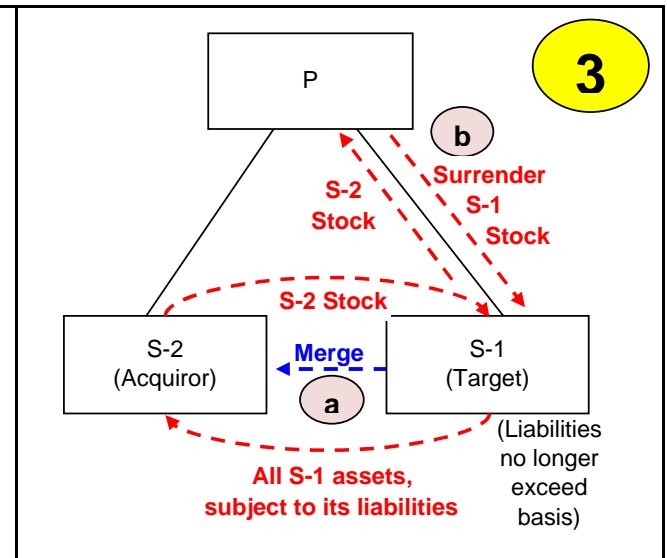 3
P
b
Surrender
S-1
Stock
S-2
Stock
S-2 Stock
S-2
(Acquiror)
Merge
a
S-1
(Target)
(Liabilities
no longer
exceed
basis)
All S-1 assets,
subject to its liabilities